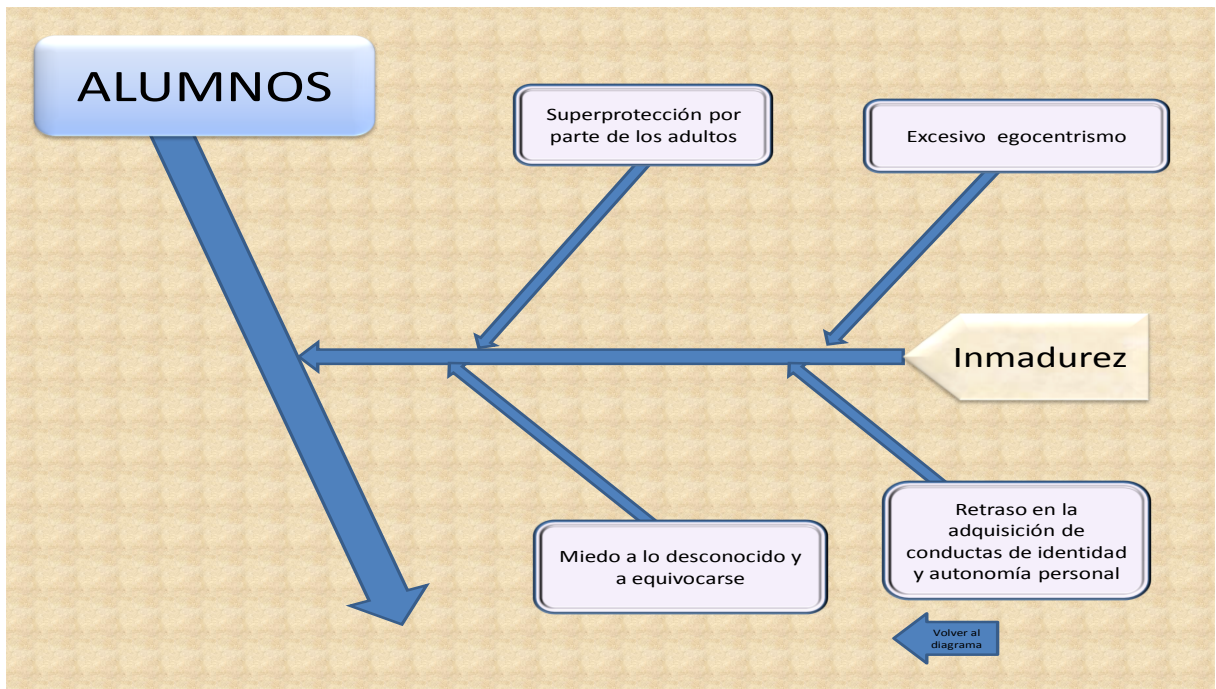 ALUMNOS
Superprotección por
parte de los adultos
Excesivo egocentrismo
Inmadurez
Miedo a lo desconocido y
a equivocarse
Retraso en la
adquisición de
conductas de identidad
y autonomía personal
Volver al
diagrama